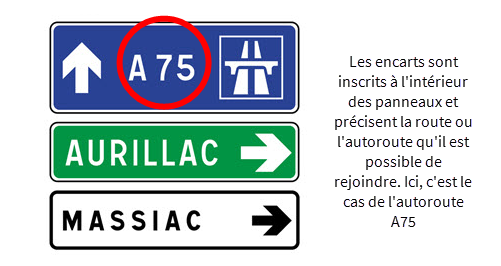 A 75
AURILLAC
MASSIAC
Les encarts sont
inscrits à l'intérieur
des panneaux et
précisent la route ou
l'autoroute qu'il est
possible de
rejoindre. Ici, c'est le
cas de l'autoroute
A75